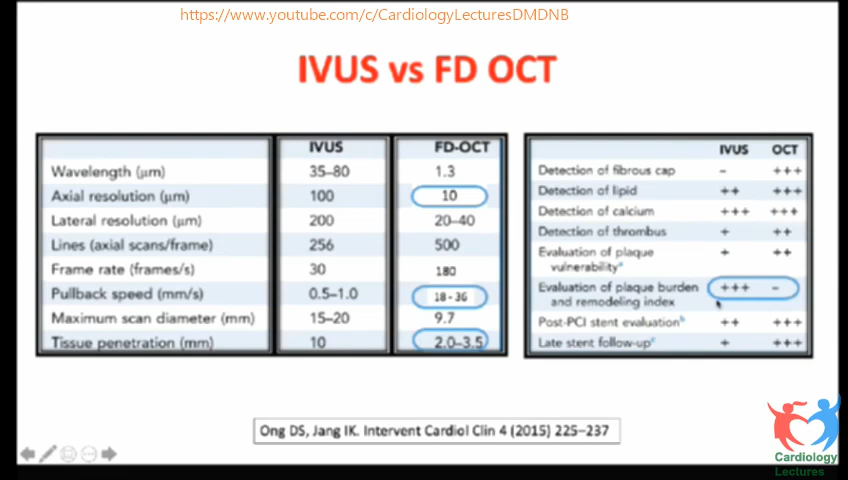 https://www.youtube.com/c/CardiologyLecturesDMDNB
IVUS vs FD OCT
IVUS FD-OCT
Wavelength (μm) 35–80 1.3
Axial resolution (μm) 100 10
Lateral resolution (μm) 200 20–40
Lines (axial scans/frame) 256 500
Frame rate (frames/s) 30 180
Pullback speed (mm/s) 0.5–1.0 18 - 36
Maximum scan diameter (mm) 15–20 9.7
Tissue penetration (mm) 10 2.0–3.5
IVUS OCT
Detection of fibrous cap – +++
Detection of lipid ++ +++
Detection of calcium +++ +++
Detection of thrombus + ++
Evaluation of plaque + ++
vulnerability
Evaluation of plaque burden +++ –
and remodeling index
Post-PCI stent evaluation ++ +++
Late stent follow-up + +++
Ong DS, Jang IK. Intervent Cardiol Clin 4 (2015) 225–237
Cardiology
Lectures